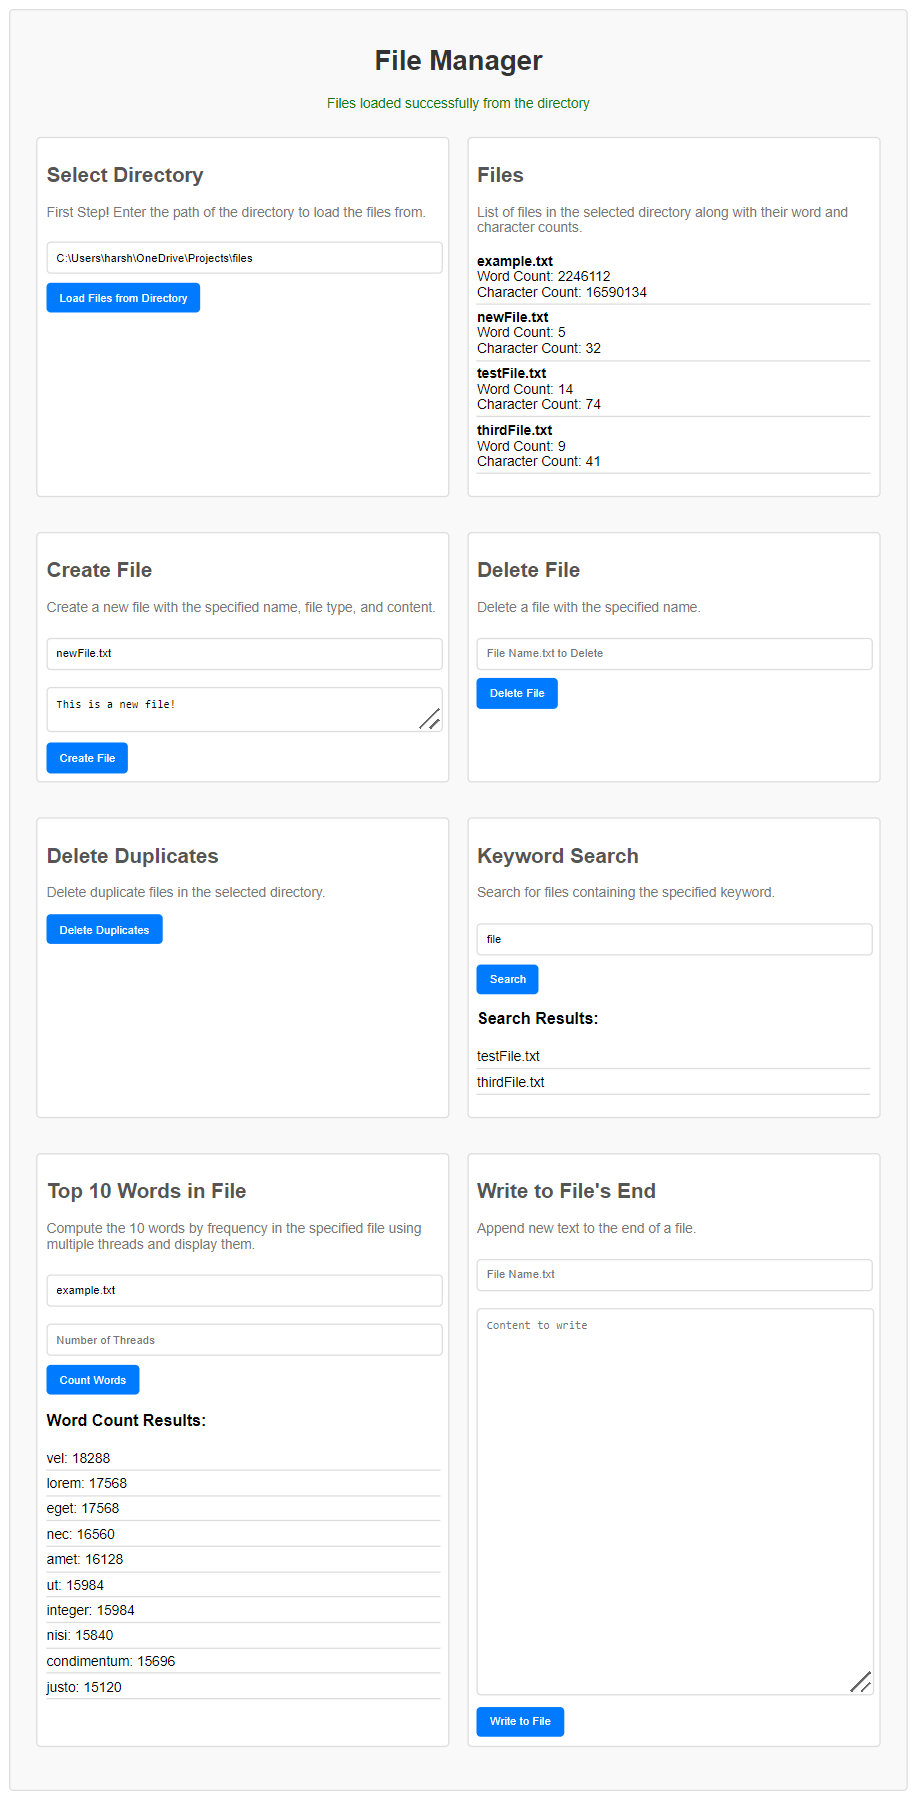 File Manager
Files loaded successfully from the directory
Select Directory
First Step! Enter the path of the directory to load the files from.
C:\Users\harsh\OneDrive\Projects\files
Load Files from Directory
Files
List of files in the selected directory along with their word and
character counts.
example.txt
Word Count: 2246112
Character Count: 16590134
newFile.txt
Word Count: 5
Character Count: 32
testFile.txt
Word Count: 14
Character Count: 74
thirdFile.txt
Word Count: 9
Character Count: 41
Create File
Create a new file with the specified name, file type, and content.
newFile.txt
This is a new file!
Create File
Delete File
Delete a file with the specified name.
File Name.txt to Delete
Delete File
Delete Duplicates
Delete duplicate files in the selected directory.
Delete Duplicates
Keyword Search
Search for files containing the specified keyword.
file
Search
Search Results:
testFile.txt
thirdFile.txt
Top 10 Words in File
Compute the 10 words by frequency in the specified file using
multiple threads and display them.
example.txt
Number of Threads
Count Words
Word Count Results:
vel: 18288
lorem: 17568
eget: 17568
nec: 16560
amet: 16128
ut: 15984
integer: 15984
nisi: 15840
condimentum: 15696
justo: 15120
Write to File's End
Append new text to the end of a file.
File Name.txt
Content to write
Write to File